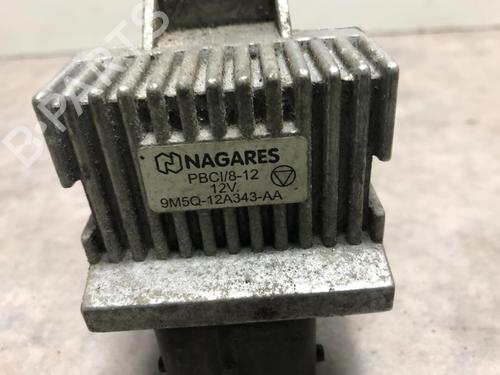 B-PARTS
NAGARES
PBCI/8-12
12V.
9M5Q-12A343-AA